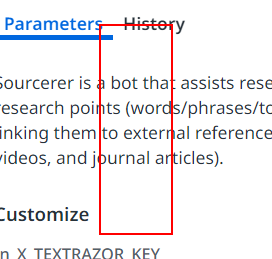 Parameters History
Sourcerer is a bot that assists rese
research points (words/phrases/to
linking them to external reference
videos, and journal articles).
Customize
n X_TEXTRAZOR_KEY